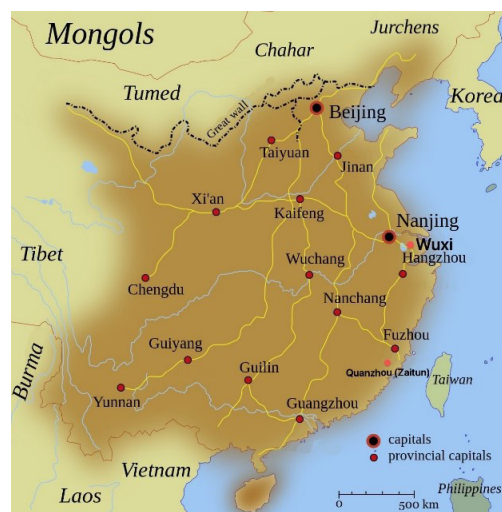 Mongols
Jurchens
Chahar
Tumed
Korea
Great wall
Beijing
Taiyuan
Jinan
Xi'an
Kaifeng
Nanjing
Wuxi
Hangzhou
Tibet
Wuchang
Chengdu
Nanchang
Guiyang
Fuzhou
Guilin
Quanzhou (Zaitun)
Burma
Yunnan
Taiwan
Guangzhou
capitals
provincial capitals
Vietnam
Laos
0
500 km
Philippines